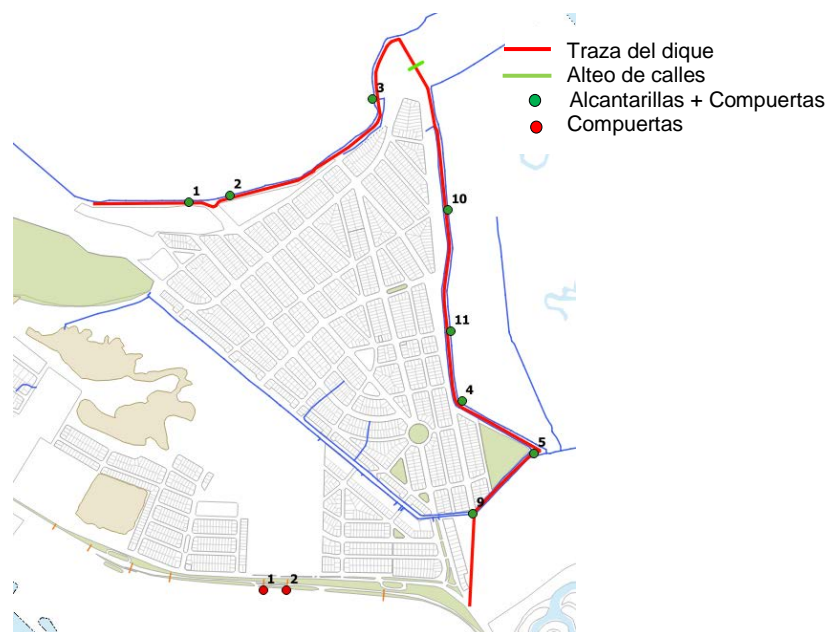 Traza del dique
Alteo de calles
Alcantarillas + Compuertas
Compuertas
3
1
2
10
11
4
5
9
1
2